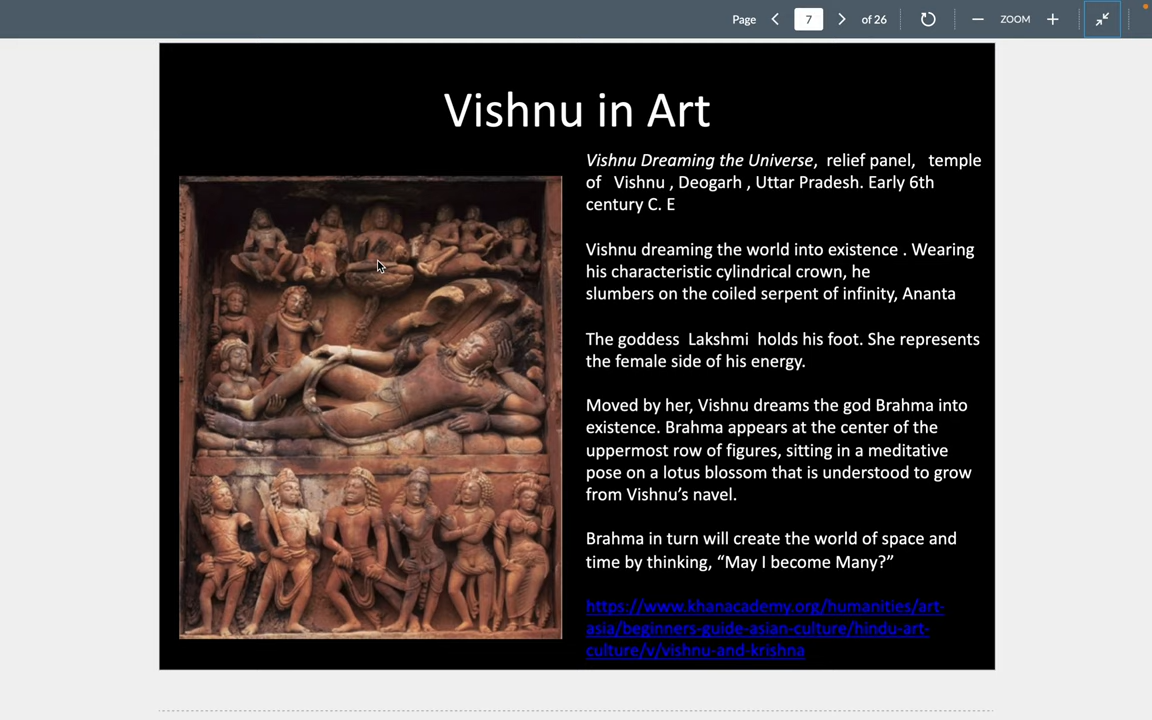 Page 7 of 26 ZOOM
Vishnu in Art
Vishnu Dreaming the Universe, relief panel, temple
of Vishnu , Deogarh , Uttar Pradesh. Early 6th
century C. E
Vishnu dreaming the world into existence . Wearing
his characteristic cylindrical crown, he
slumbers on the coiled serpent of infinity, Ananta
The goddess Lakshmi holds his foot. She represents
the female side of his energy.
Moved by her, Vishnu dreams the god Brahma into
existence. Brahma appears at the center of the
uppermost row of figures, sitting in a meditative
pose on a lotus blossom that is understood to grow
from Vishnu’s navel.
Brahma in turn will create the world of space and
time by thinking, “May I become Many?”
https://www.khanacademy.org/humanities/art-
asia/beginners-guide-asian-culture/hindu-art-
culture/v/vishnu-and-krishna